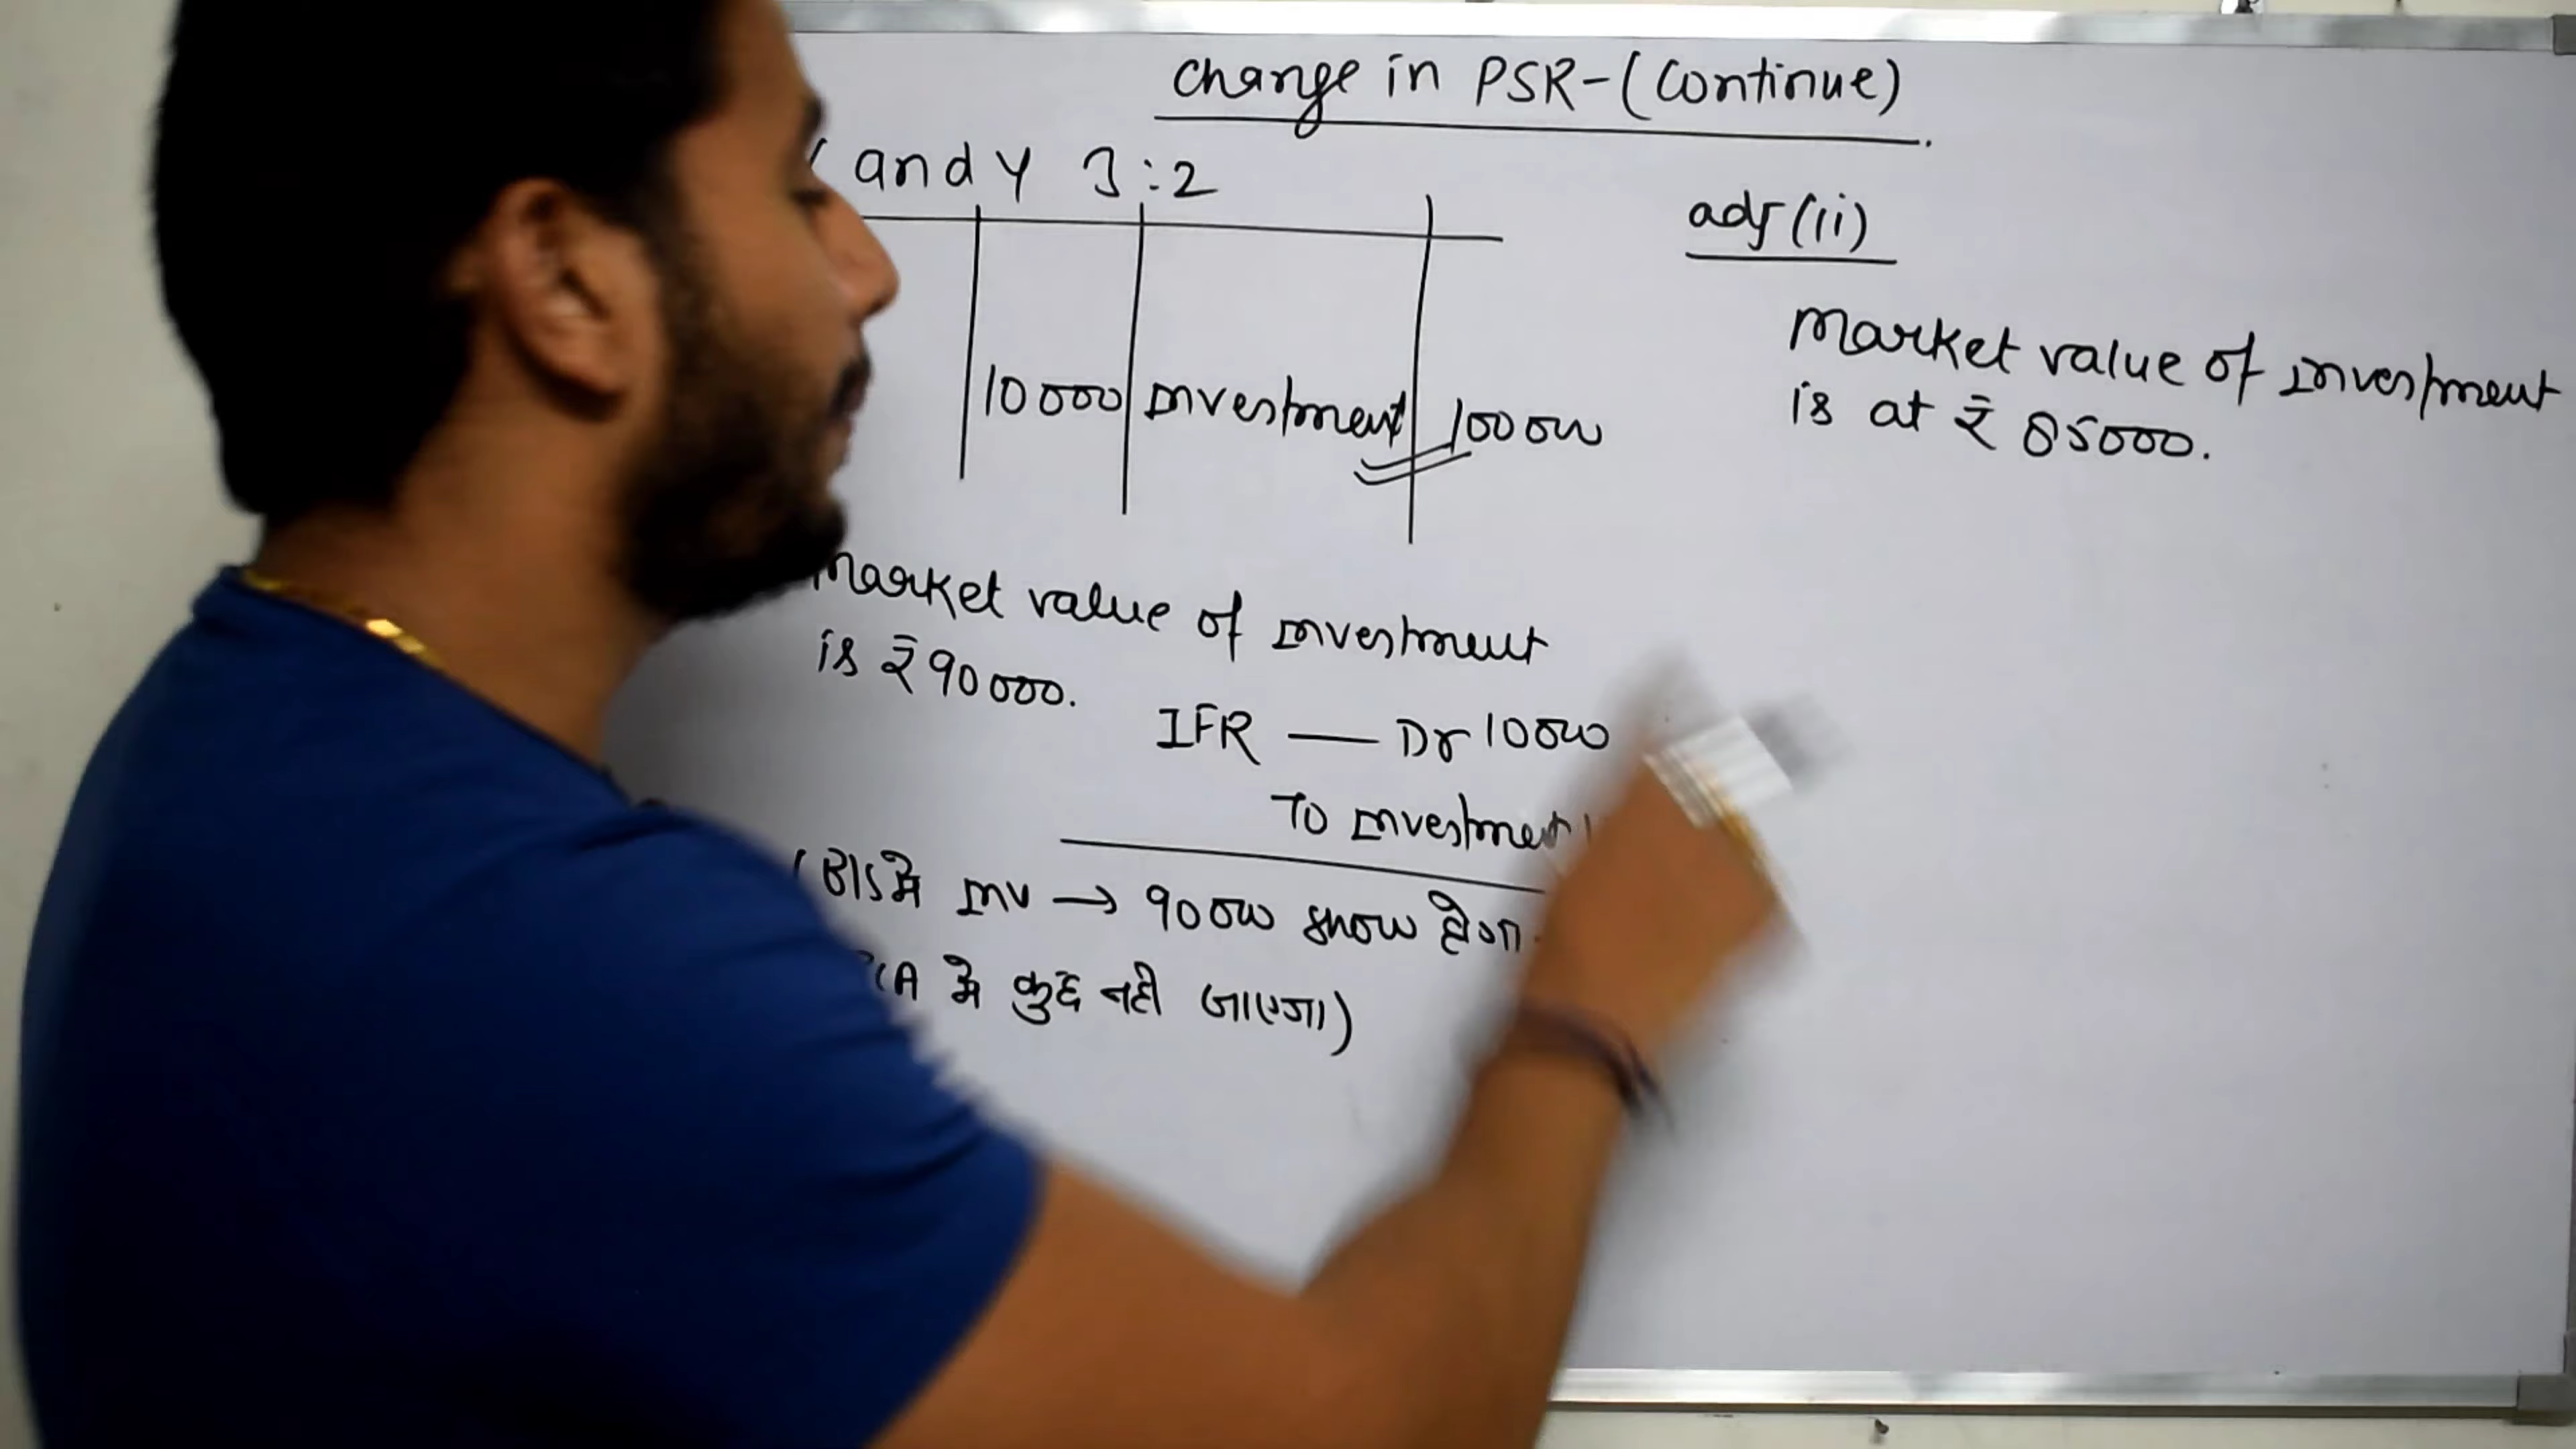 Change in PSR-(Continue)
and Y 3:2
10000 Investment 100000
Market value of Investment
is ₹90000.
IFR — Dr 10000
To Investment
(B/S में Inv → 90000 show होगा.
में कुछ नही जाएगा)
adj (ii)
Market value of Investment
is at ₹ 85000.